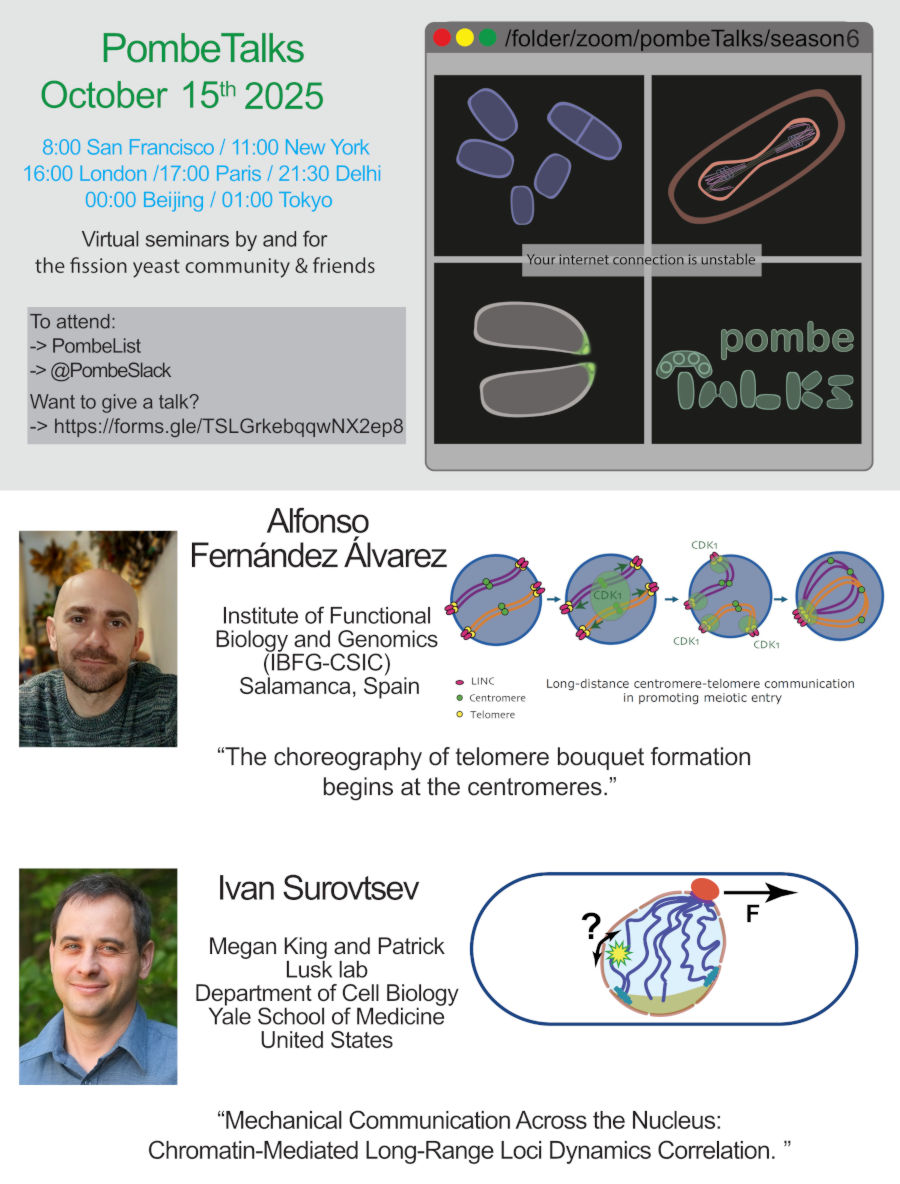 PombeTalks
October 15th 2025
8:00 San Francisco / 11:00 New York
16:00 London /17:00 Paris / 21:30 Delhi
00:00 Beijing / 01:00 Tokyo
Virtual seminars by and for
the fission yeast community & friends
To attend:
-> PombeList
-> @PombeSlack
Want to give a talk?
-> https://forms.gle/TSLGrkebqqwNX2ep8
/folder/zoom/pombeTalks/season6
Your internet connection is unstable
pombe
TALKS
Alfonso
Fernández Álvarez
Institute of Functional
Biology and Genomics
(IBFG-CSIC)
Salamanca, Spain
CDK1
CDK1
CDK1
CDK1
LINC
Centromere
Telomere
Long-distance centromere-telomere communication
in promoting meiotic entry
“The choreography of telomere bouquet formation
begins at the centromeres.”
Ivan Surovtsev
Megan King and Patrick
Lusk lab
Department of Cell Biology
Yale School of Medicine
United States
?
F
“Mechanical Communication Across the Nucleus:
Chromatin-Mediated Long-Range Loci Dynamics Correlation. ”